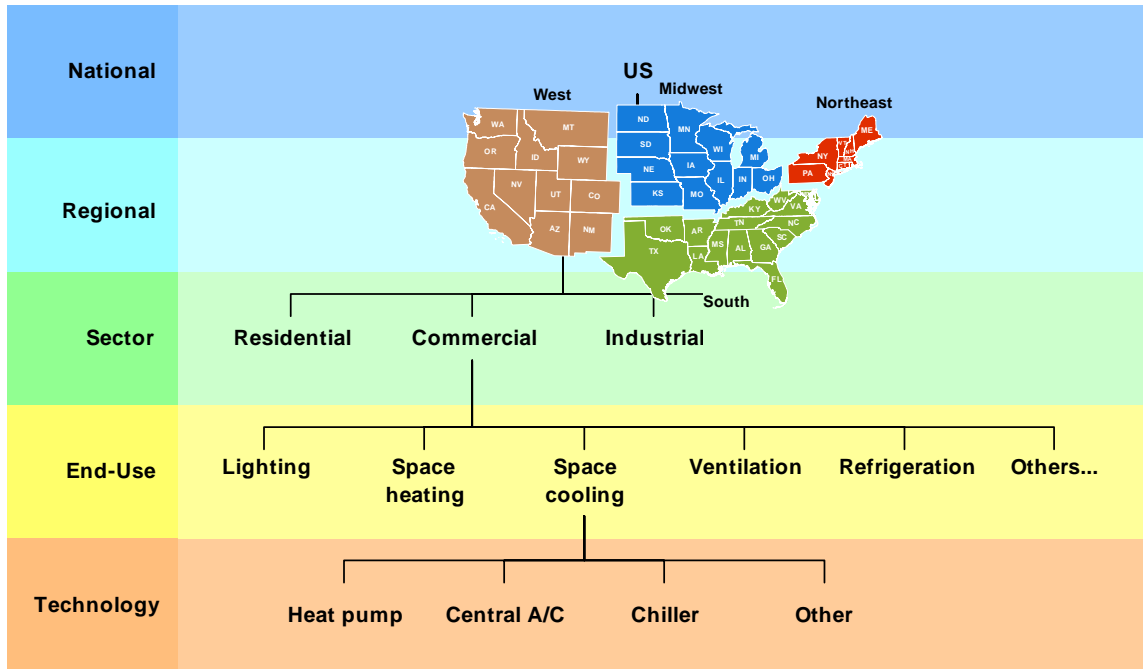 National
US
West
Midwest
Northeast
WA
MT
ND
MN
ME
OR
ID
WY
SD
WI
MI
NY
NV
UT
CO
NE
IA
IL
IN
OH
PA
CA
KS
MO
WV
VA
KY
AZ
NM
OK
AR
TN
NC
SC
TX
LA
MS
AL
GA
FL
Regional
South
Sector
Residential
Commercial
Industrial
End-Use
Lighting
Space
heating
Space
cooling
Ventilation
Refrigeration
Others...
Technology
Heat pump
Central A/C
Chiller
Other